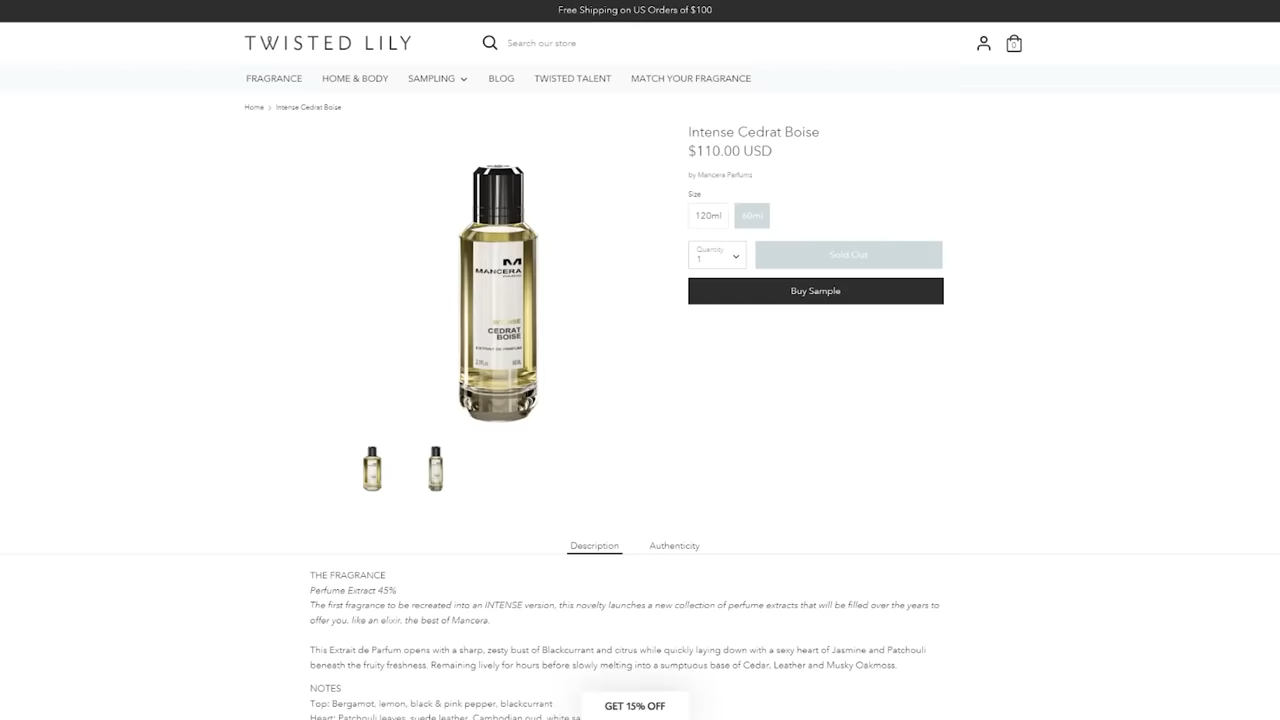 Free Shipping on US Orders of $100
TWISTED LILY
Search our store
0
FRAGRANCE HOME & BODY SAMPLING BLOG TWISTED TALENT MATCH YOUR FRAGRANCE
Home > Intense Cedrat Boise
Intense Cedrat Boise
$110.00 USD
by Mancera Parfums
Size
120ml 60ml
Quantity
1
Sold Out
Buy Sample
MANCERA
CEDRAT
BOISE
EXTRAIT DE PARFUM
60ML
Description Authenticity
THE FRAGRANCE
Perfume Extract 45%
The first fragrance to be recreated into an INTENSE version, this novelty launches a new collection of perfume extracts that will be filled over the years to
offer you, like an elixir, the best of Mancera.
This Extrait de Parfum opens with a sharp, zesty bust of Blackcurrant and citrus while quickly laying down with a sexy heart of Jasmine and Patchouli
beneath the fruity freshness. Remaining lively for hours before slowly melting into a sumptuous base of Cedar, Leather and Musky Oakmoss.
NOTES
Top: Bergamot, lemon, black & pink pepper, blackcurrant
Heart: Patchouli leaves, suede leather, Cambodian oud, white sa
GET 15% OFF